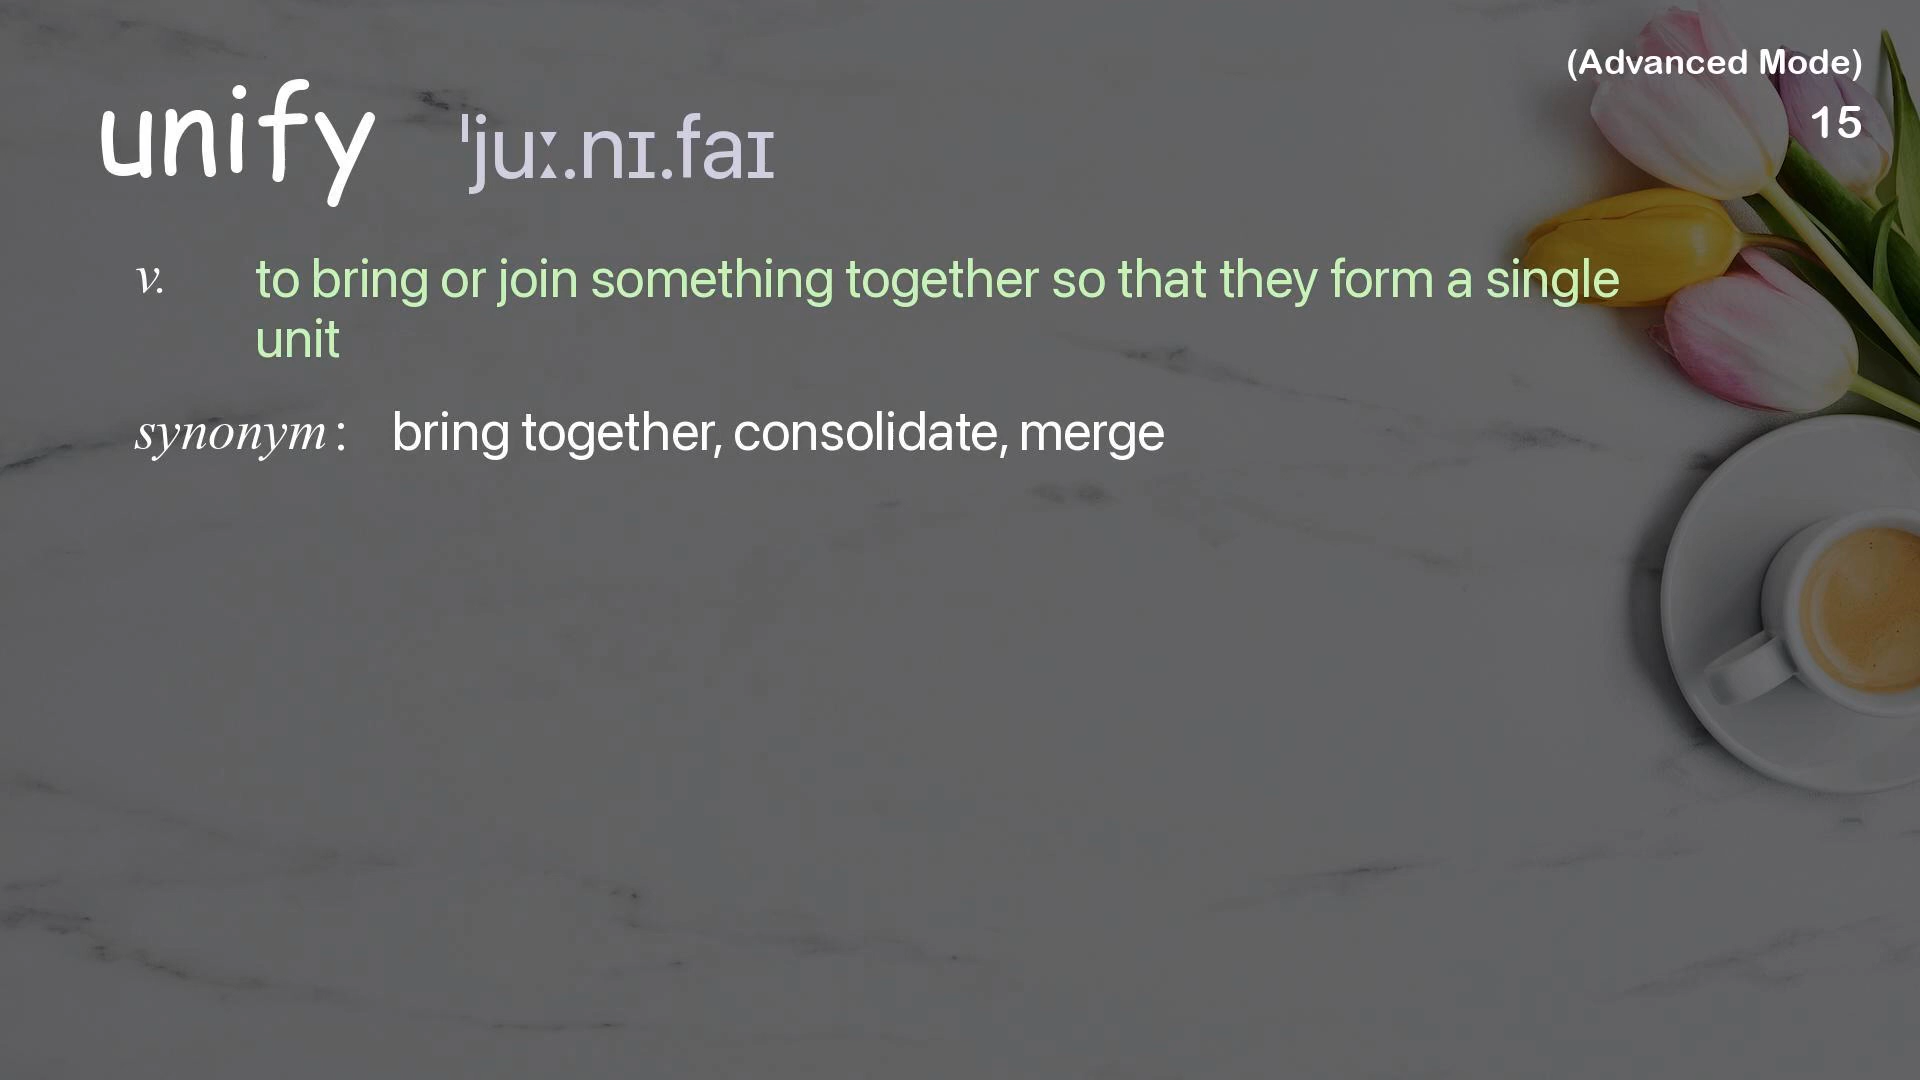 (Advanced Mode)
15
unify ˈjuː.nɪ.faɪ
v. to bring or join something together so that they form a single
unit
synonym: bring together, consolidate, merge